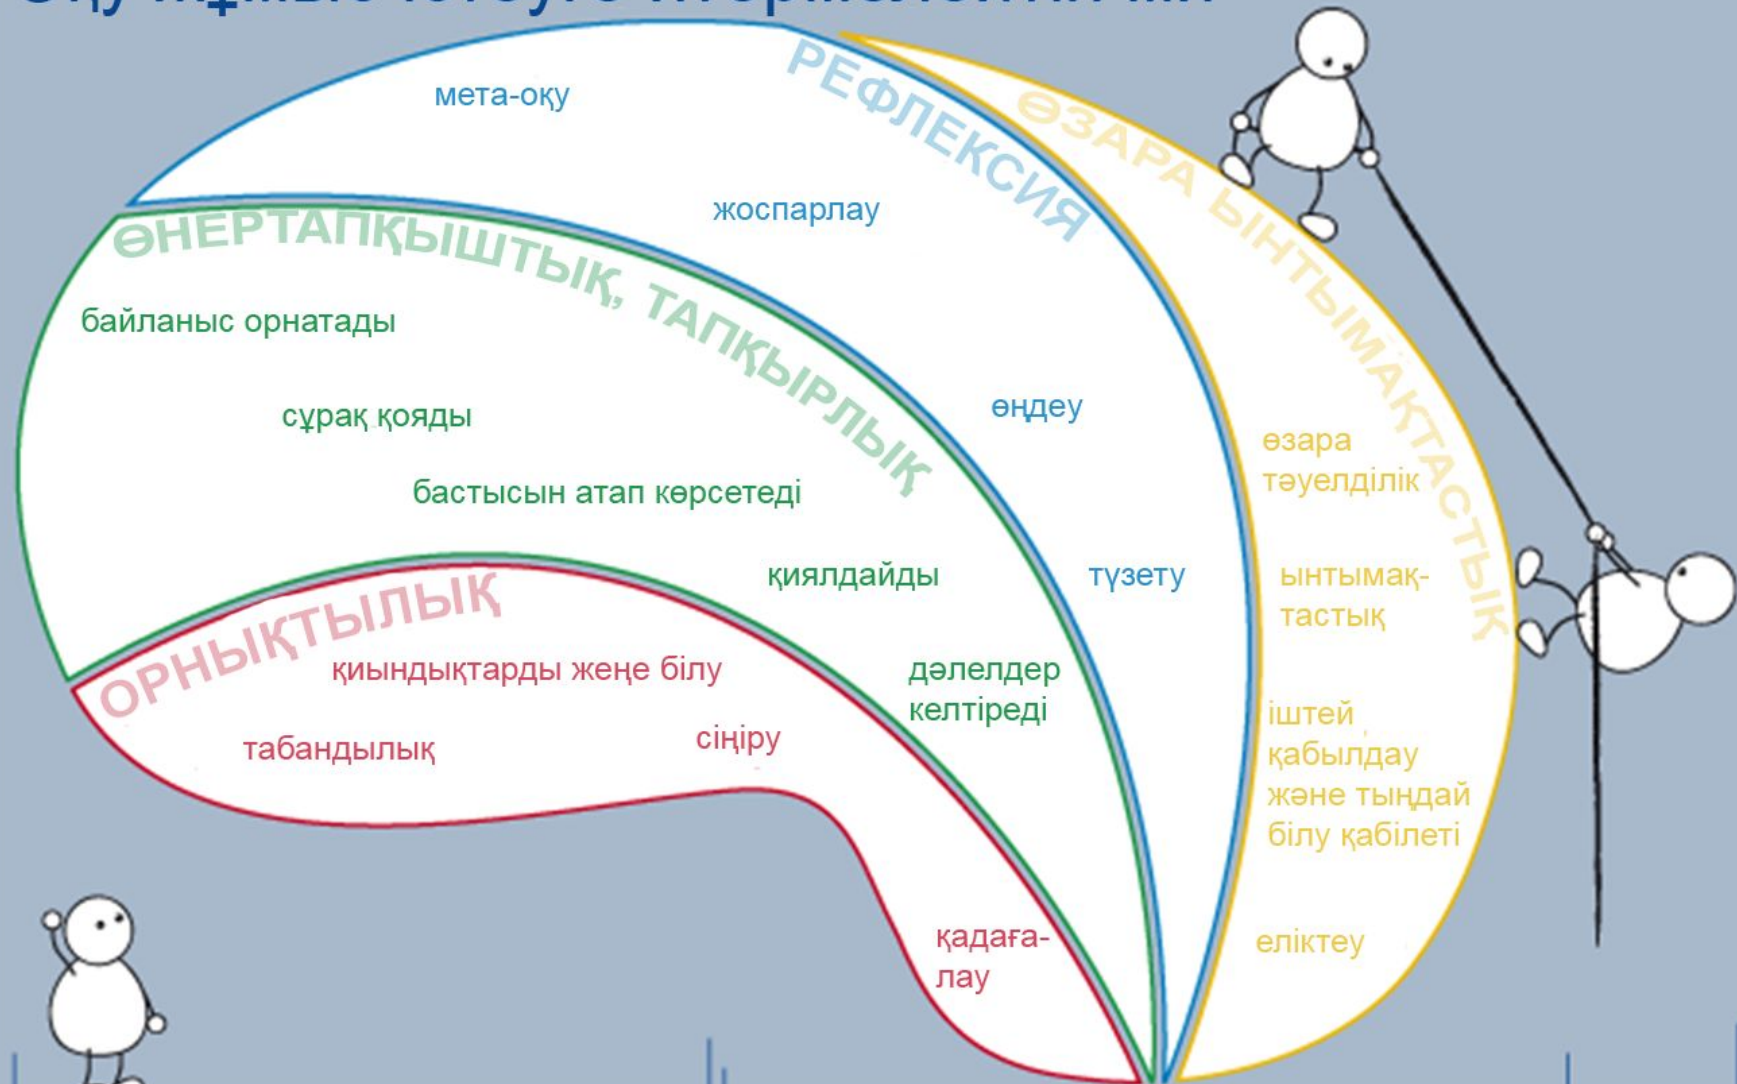 мета-оқу
РЕФЛЕКСИЯ
жоспарлау
өңдеу
түзету
ӨЗАРА ЫНТЫМАҚТАСТЫҚ
өзара
тәуелділік
ынтымақ-
тастық
іштей
қабылдау
және тыңдай
білу қабілеті
еліктеу
ӨНЕРТАПҚЫШТЫҚ, ТАПҚЫРЛЫҚ
байланыс орнатады
сұрақ қояды
бастысын атап көрсетеді
қиялдайды
дәлелдер
келтіреді
ОРНЫҚТЫЛЫҚ
қиындықтарды жеңе білу
табандылық
сіңіру
қадаға-
лау